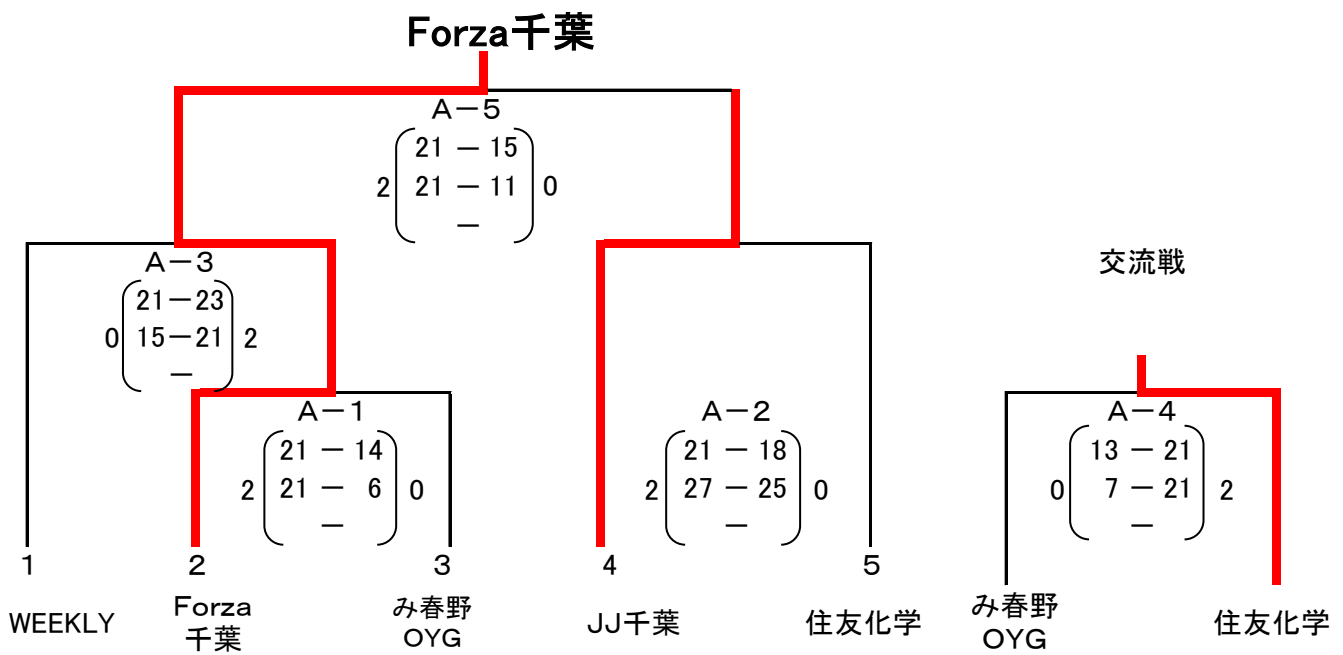 Forza千葉
A－5
21 － 15
2 21 － 11 0
－
A－3
21－23
0 15－21 2
－
交流戦
A－1
21 － 14
2 21 － 6 0
－
A－2
21 － 18
2 27 － 25 0
－
A－4
13 － 21
0 7 － 21 2
－
1 2 3 4 5
WEEKLY
Forza
千葉
み春野
OYG
JJ千葉
住友化学
み春野
OYG
住友化学